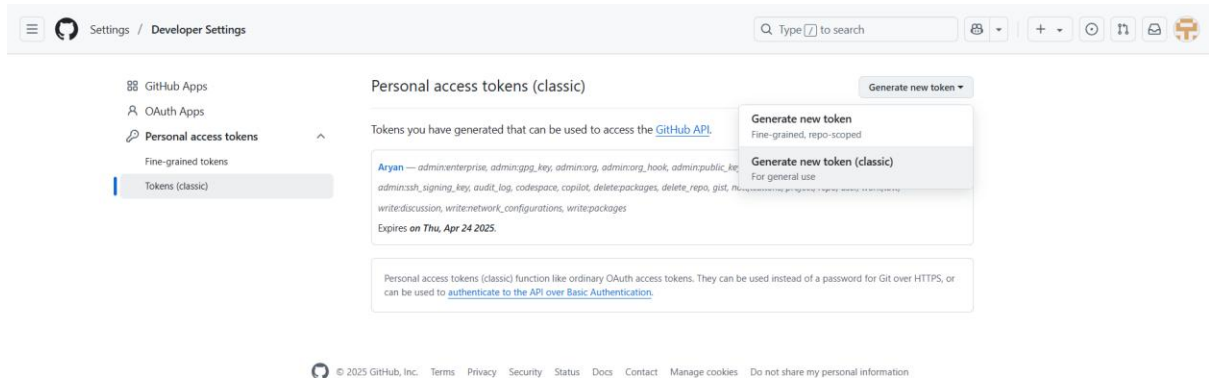 Settings / Developer Settings
Type / to search
GitHub Apps
OAuth Apps
Personal access tokens
Fine-grained tokens
Tokens (classic)
Personal access tokens (classic)
Generate new token
Generate new token
Fine-grained, repo-scoped
Generate new token (classic)
For general use
Tokens you have generated that can be used to access the GitHub API.
Aryan — admin:enterprise, admin:gpg_key, admin:org, admin:org_hook, admin:public_key
admin:ssh_signing_key, audit_log, codespace, copilot, delete:packages, delete_repo, gist,
write:discussion, write:network_configurations, write:packages
Expires on Thu, Apr 24 2025.
Personal access tokens (classic) function like ordinary OAuth access tokens. They can be used instead of a password for Git over HTTPS, or
can be used to authenticate to the API over Basic Authentication.
© 2025 GitHub, Inc. Terms Privacy Security Status Docs Contact Manage cookies Do not share my personal information